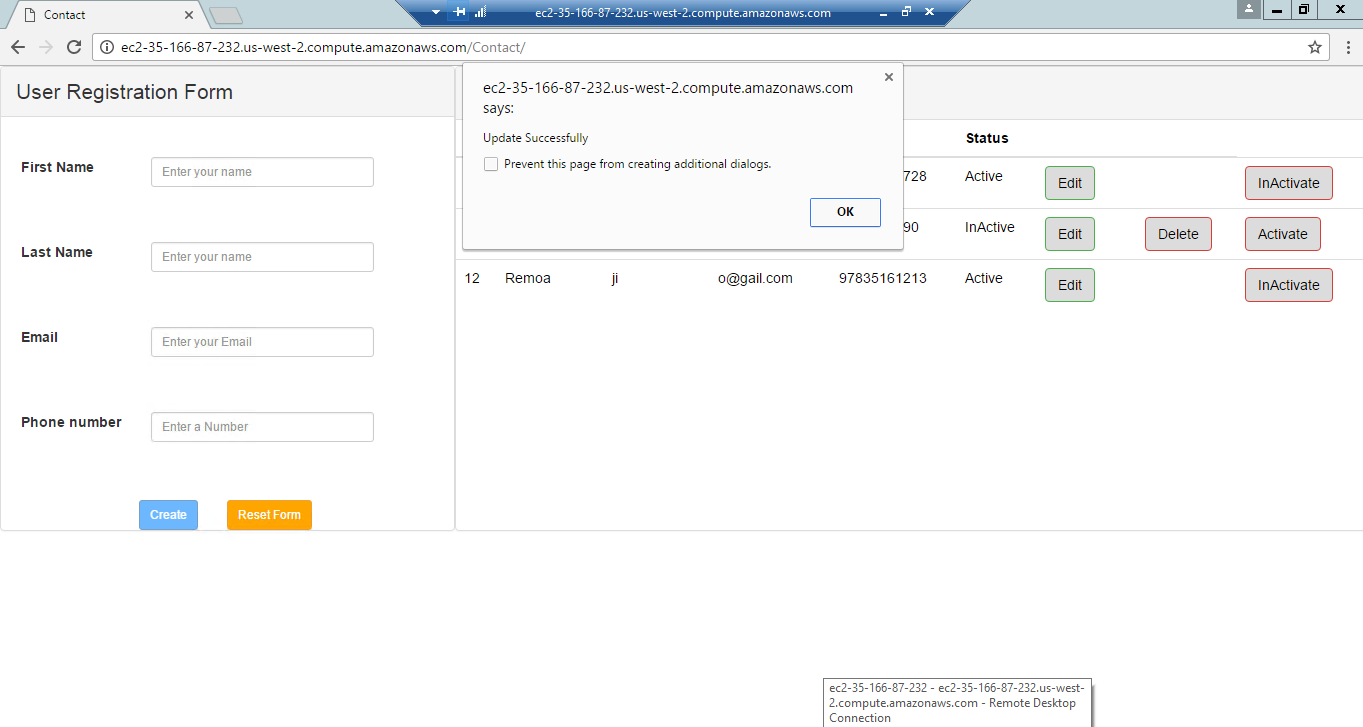 Contact
ec2-35-166-87-232.us-west-2.compute.amazonaws.com
ec2-35-166-87-232.us-west-2.compute.amazonaws.com/Contact/
User Registration Form
First Name
Enter your name
Last Name
Enter your name
Email
Enter your Email
Phone number
Enter a Number
Create
Reset Form
ec2-35-166-87-232.us-west-2.compute.amazonaws.com
says:
Update Successfully
Prevent this page from creating additional dialogs.
OK
Status
728 Active Edit InActivate
90 InActive Edit Delete Activate
12 Remoa ji o@gail.com 97835161213 Active Edit InActivate
ec2-35-166-87-232 - ec2-35-166-87-232.us-west-
2.compute.amazonaws.com - Remote Desktop
Connection